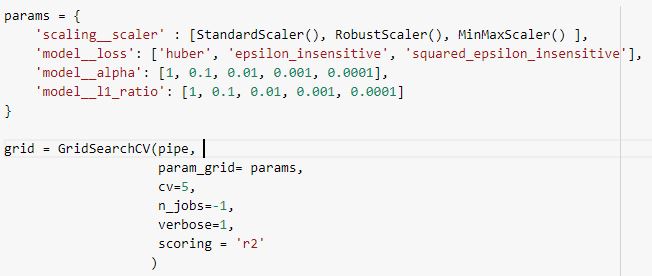 params = {
    'scaling__scaler' : [StandardScaler(), RobustScaler(), MinMaxScaler() ],
    'model__loss': ['huber', 'epsilon_insensitive', 'squared_epsilon_insensitive'],
    'model__alpha': [1, 0.1, 0.01, 0.001, 0.0001],
    'model__l1_ratio': [1, 0.1, 0.01, 0.001, 0.0001]
}
grid = GridSearchCV(pipe,
                    param_grid= params,
                    cv=5,
                    n_jobs=-1,
                    verbose=1,
                    scoring = 'r2'
                   )